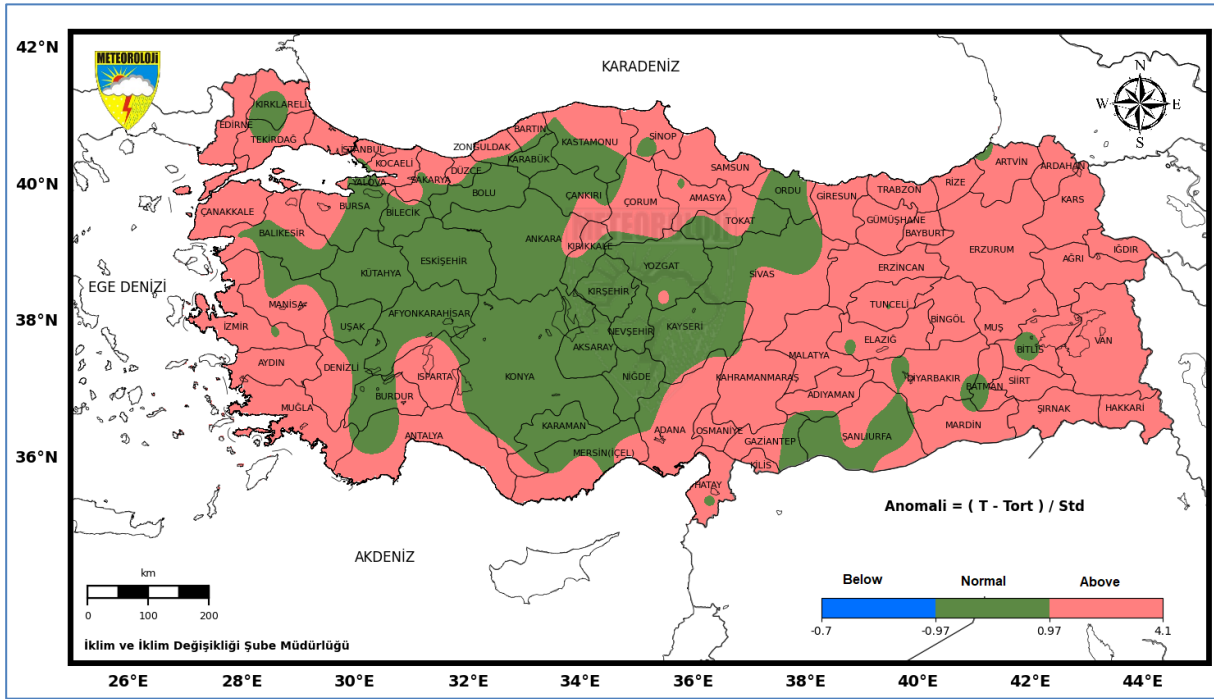 42°N
40°N
38°N
36°N
METEOROLOJİ
KARADENİZ
N
W E
S
KIRKLARELİ
EDİRNE
TEKİRDAĞ
İSTANBUL
KOCAELİ
YALOVA
SAKARYA
DÜZCE
ZONGULDAK
BARTIN
KARABÜK
KASTAMONU
SİNOP
SAMSUN
ORDU
GİRESUN
TRABZON
RİZE
ARTVİN
ARDAHAN
KARS
ÇANAKKALE
BALIKESİR
BURSA
BİLECİK
BOLU
ÇANKIRI
ÇORUM
AMASYA
TOKAT
GÜMÜŞHANE
BAYBURT
ERZURUM
IĞDIR
AĞRI
METEOROLOJİ
ANKARA
KIRIKKALE
KÜTAHYA
ESKİŞEHİR
YOZGAT
SİVAS
ERZİNCAN
EGE DENİZİ
MANİSA
UŞAK
AFYONKARAHİSAR
KIRŞEHİR
NEVŞEHİR
KAYSERİ
TUNCELİ
BİNGÖL
MUŞ
ELAZIĞ
BİTLİS
VAN
İZMİR
AYDIN
DENİZLİ
ISPARTA
BURDUR
KONYA
AKSARAY
NİĞDE
KAHRAMANMARAŞ
MALATYA
ADIYAMAN
DİYARBAKIR
BATMAN
SİİRT
ŞIRNAK
HAKKARİ
MUĞLA
ANTALYA
KARAMAN
MERSİN(İÇEL)
ADANA
OSMANİYE
GAZİANTEP
KİLİS
ŞANLIURFA
MARDİN
HATAY
Anomali = ( T - Tort ) / Std
AKDENİZ
km
0 100 200
Below Normal Above
-0.7 -0.97 0.97 4.1
İklim ve İklim Değişikliği Şube Müdürlüğü
26°E 28°E 30°E 32°E 34°E 36°E 38°E 40°E 42°E 44°E